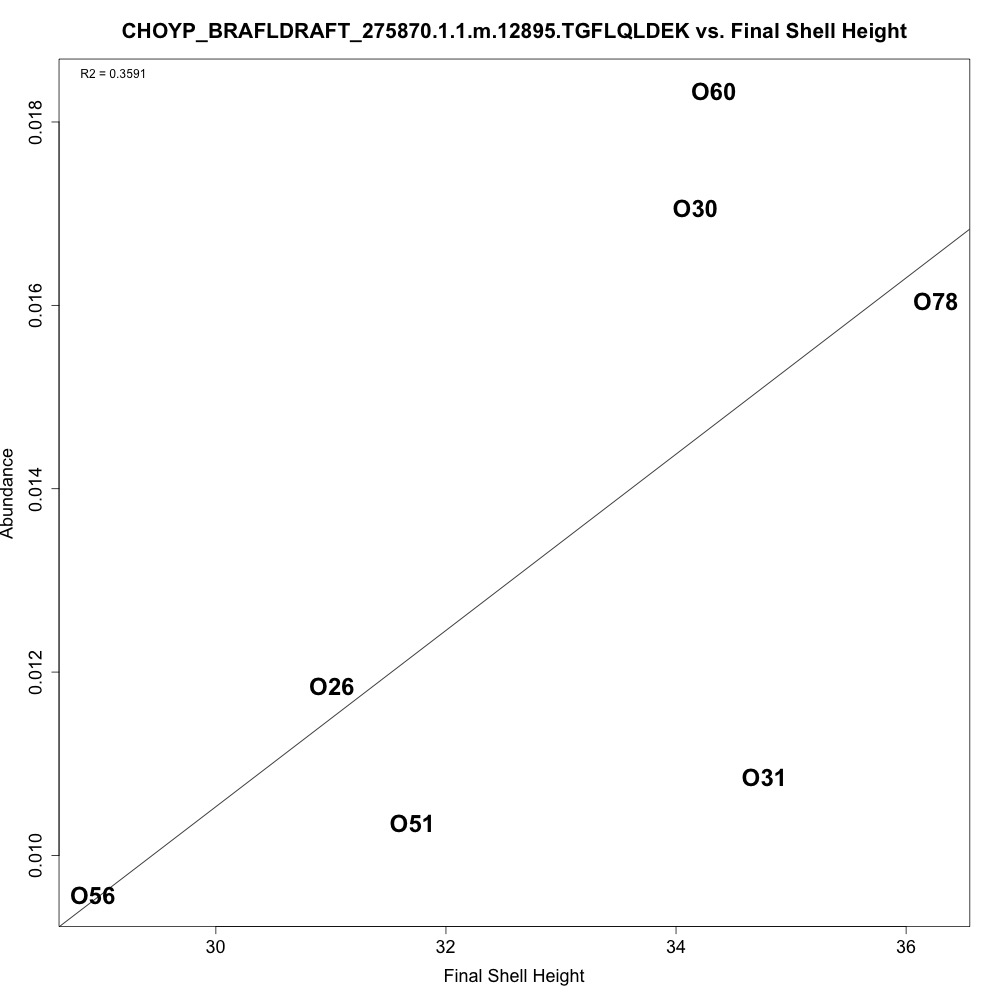 CHOYP_BRAFLDRAFT_275870.1.1.m.12895.TGFLQLDEK vs. Final Shell Height
R2 = 0.3591
O60
0.018
O30
O78
0.016
0.014
Abundance
O26
0.012
O31
O51
0.010
O56
30 32 34 36
Final Shell Height